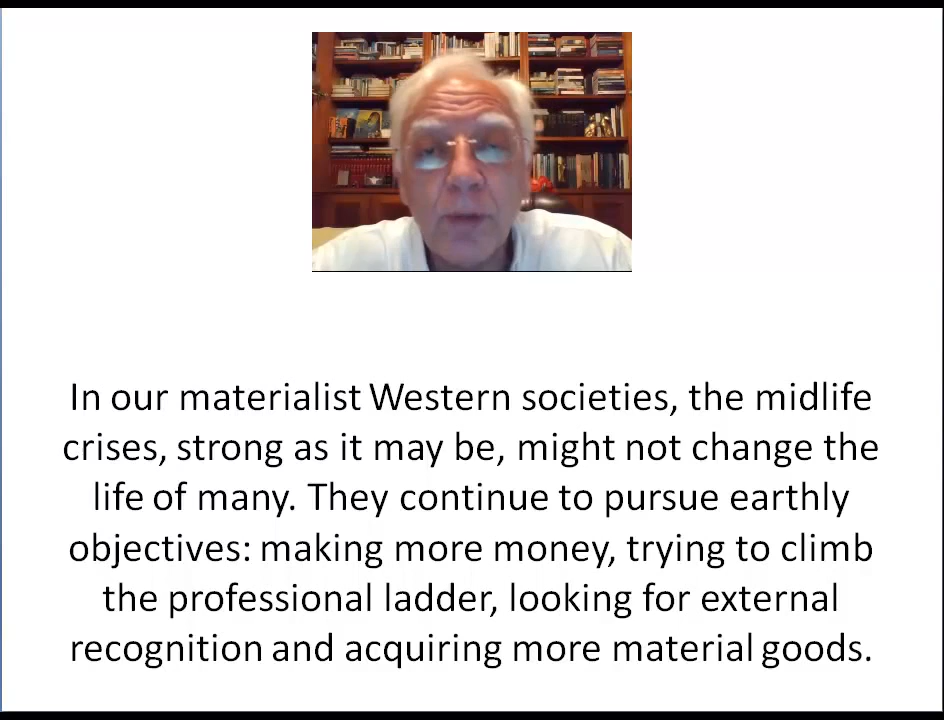 In our materialist Western societies, the midlife
crises, strong as it may be, might not change the
life of many. They continue to pursue earthly
objectives: making more money, trying to climb
the professional ladder, looking for external
recognition and acquiring more material goods.